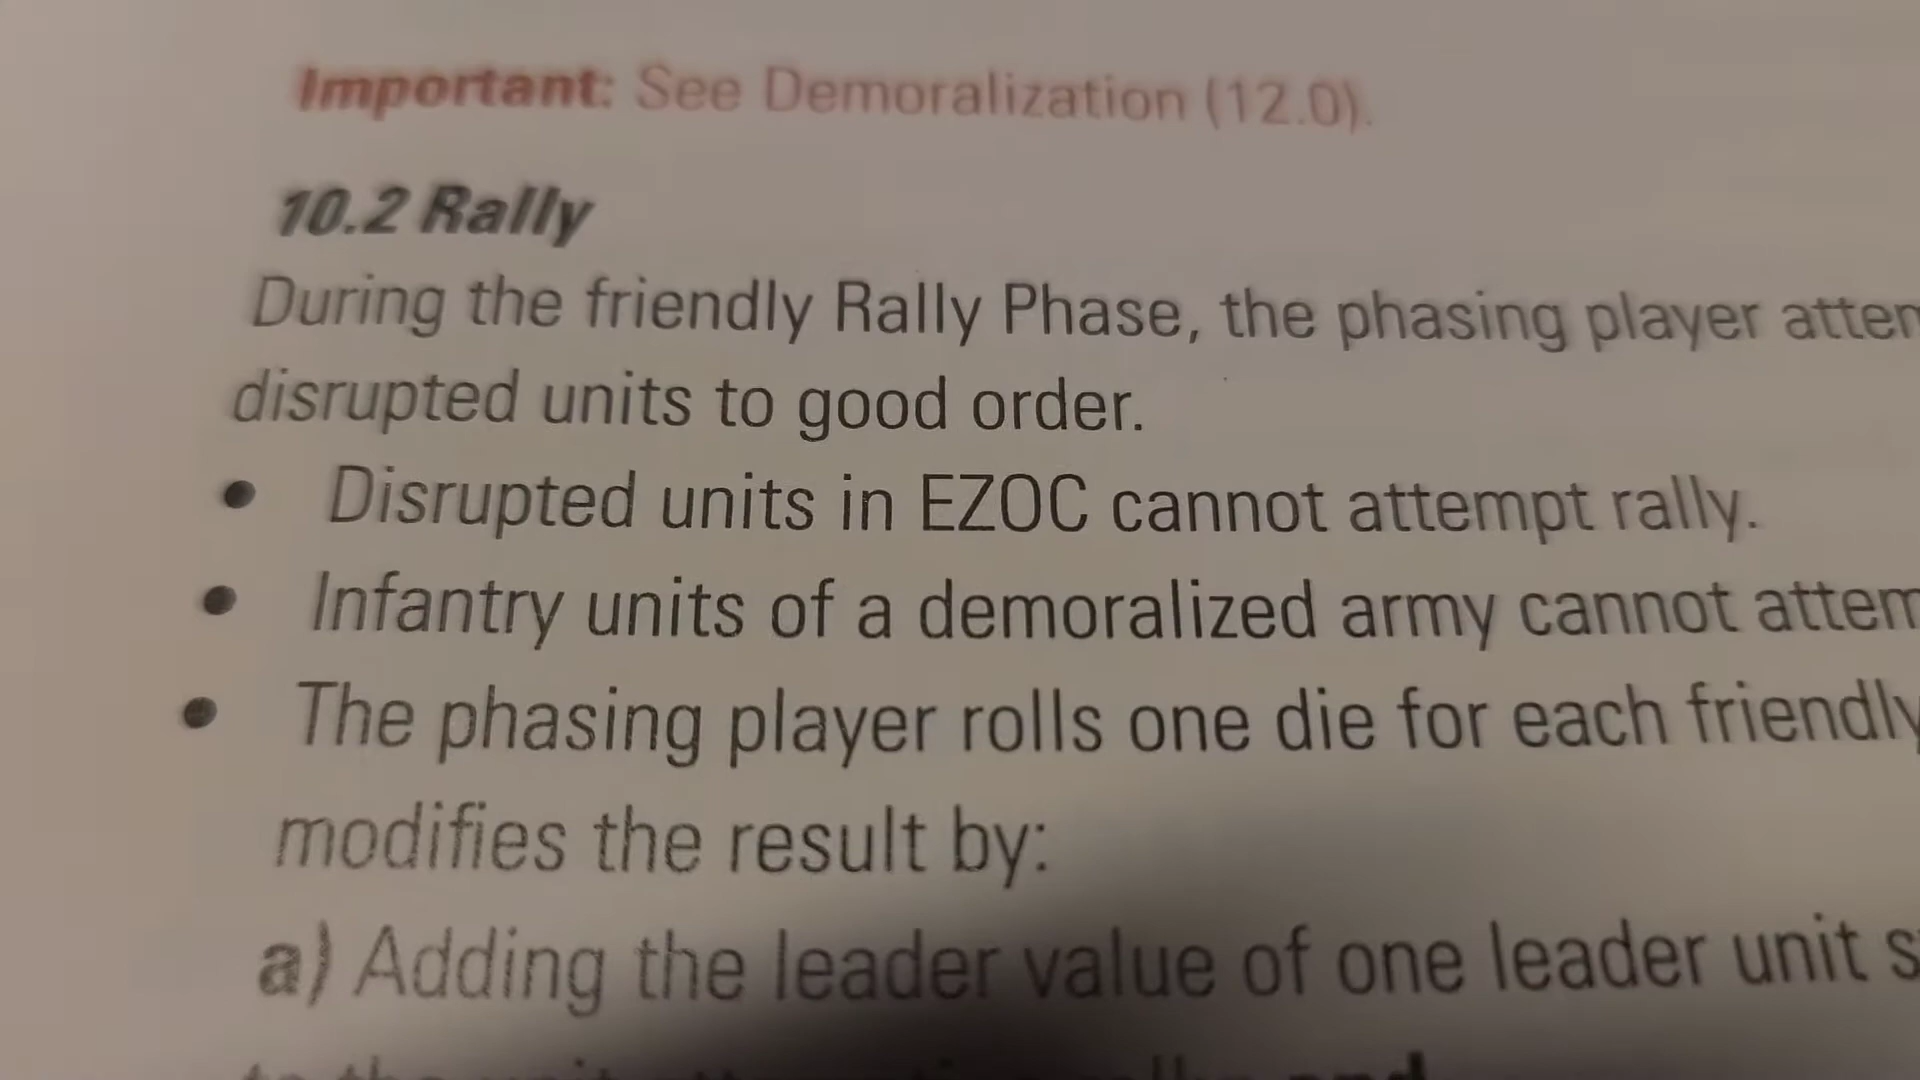 Important: See Demoralization (12.0).
10.2 Rally
During the friendly Rally Phase, the phasing player
disrupted units to good order.
• Disrupted units in EZOC cannot attempt rally.
• Infantry units of a demoralized army cannot
• The phasing player rolls one die for each friendly
modifies the result by:
a) Adding the leader value of one leader unit